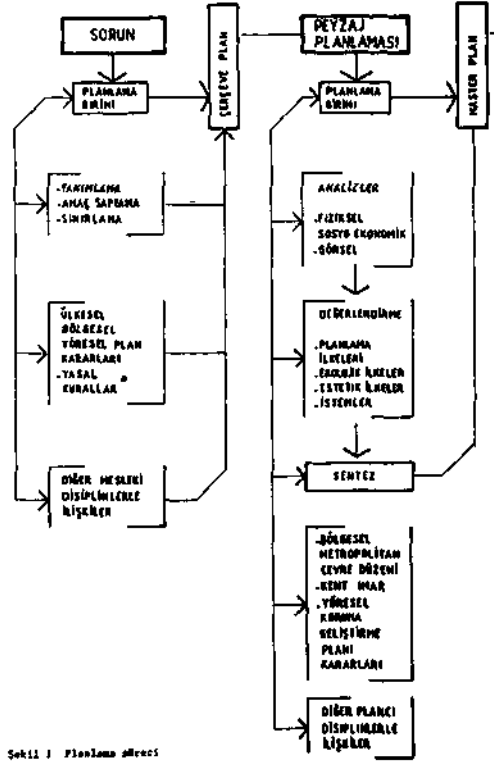 SORUN
PLANLAMA
BİRİMİ
ÇERÇEVE PLAN
-TANIMLAMA
-AMAÇ SAPTAMA
-SINIRLAMA
ÜLKESEL
BÖLGESEL
YÖRESEL PLAN
KARARLARI
-YASAL
KURALLAR
DİĞER MESLEKİ
DİSİPLİNLERLE
İLİŞKİLER
PEYZAJ
PLANLAMASI
PLANLAMA
BİRİMİ
MASTER PLAN
ANALİZLER
-FİZİKSEL
SOSYO EKONOMİK
-GÖRSEL
DEĞERLENDİRME
-PLANLAMA
İLKELERİ
-EKOLOJİK İLKELER
-ESTETİK İLKELER
-İSTEMLER
SENTEZ
-BÖLGESEL
METROPOLİTAN
ÇEVRE DÜZENİ
-KENT İMAR
-YÖRESEL
KORUMA
GELİŞTİRME
PLANI
KARARLARI
DİĞER PLANCI
DİSİPLİNLERLE
İLİŞKİLER
Şekil 1 Planlama süreci